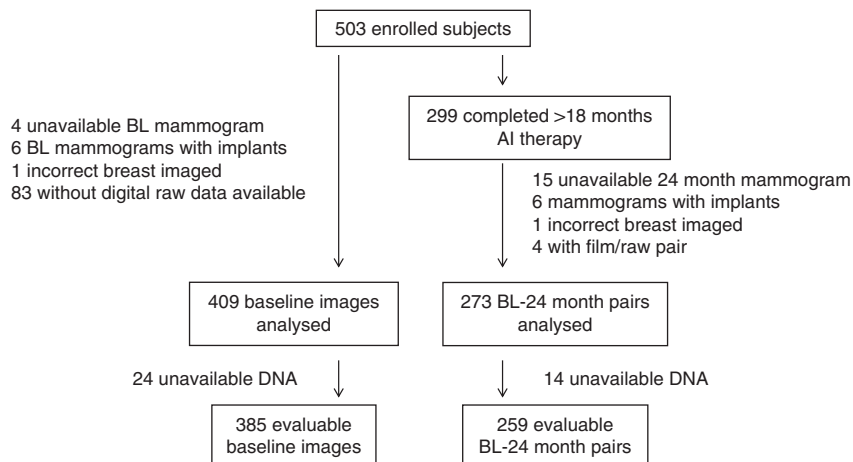 503 enrolled subjects
4 unavailable BL mammogram
6 BL mammograms with implants
1 incorrect breast imaged
83 without digital raw data available
299 completed >18 months
AI therapy
15 unavailable 24 month mammogram
6 mammograms with implants
1 incorrect breast imaged
4 with film/raw pair
409 baseline images
analysed
273 BL-24 month pairs
analysed
24 unavailable DNA
14 unavailable DNA
385 evaluable
baseline images
259 evaluable
BL-24 month pairs